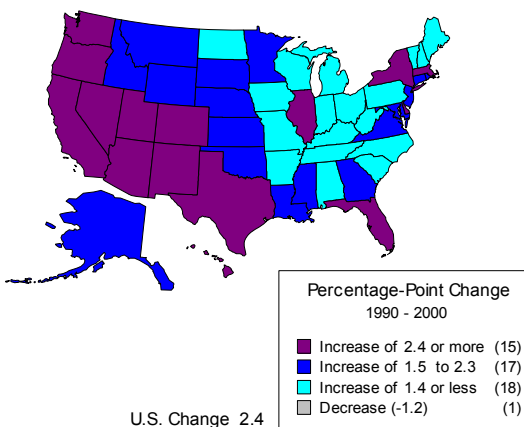 Percentage-Point Change
1990 - 2000
Increase of 2.4 or more (15)
Increase of 1.5 to 2.3 (17)
Increase of 1.4 or less (18)
Decrease (-1.2) (1)
U.S. Change 2.4